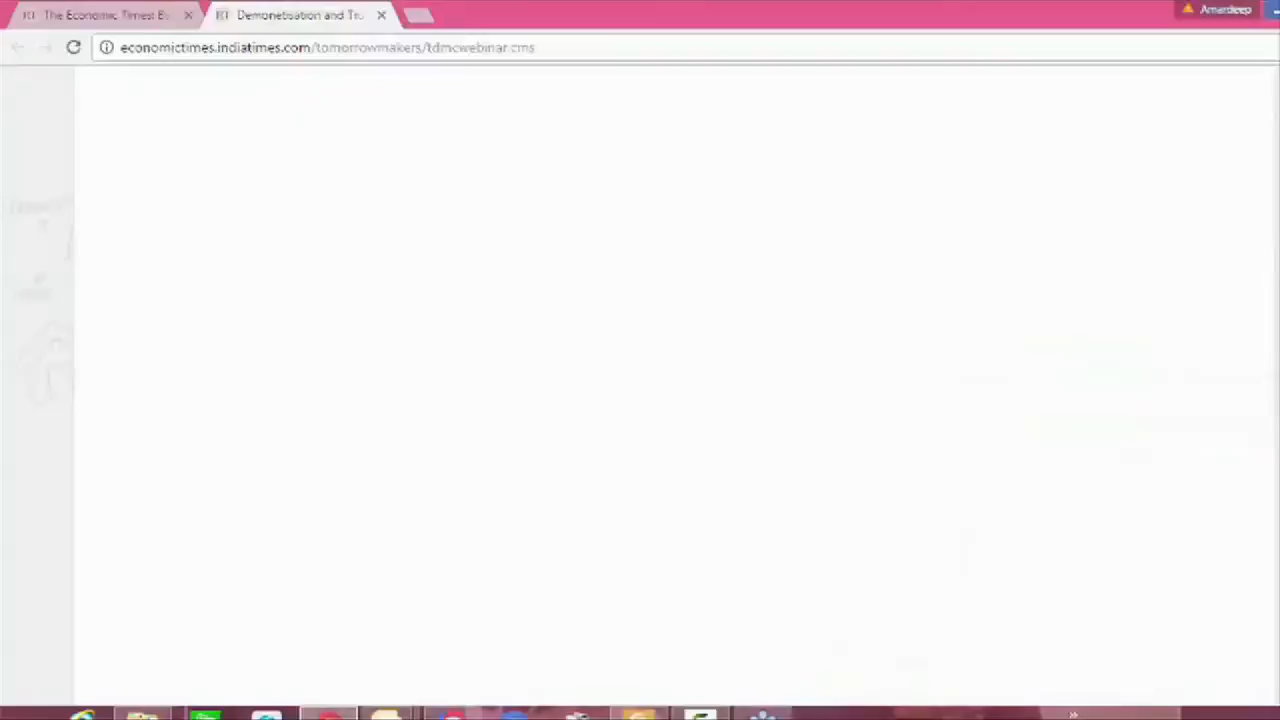 The Economic Times: E
Demonetisation and Tr
Amardeep
economictimes.indiatimes.com/tomorrowmakers/tdmcwebinar.cms